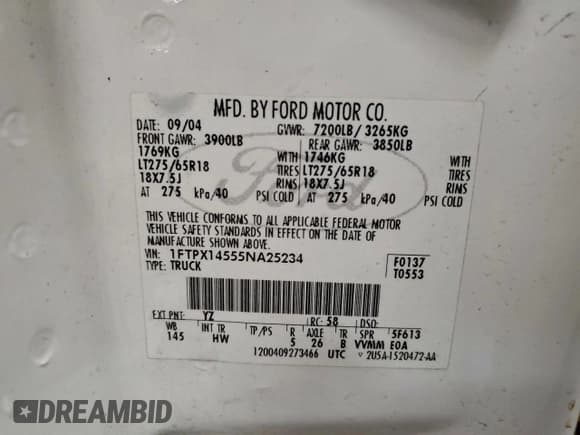 MFD. BY FORD MOTOR CO.
DATE: 09/04 GVWR: 7200LB/ 3265KG
FRONT GAWR: 3900LB REAR GAWR: 3850LB
1769KG WITH 1746KG WITH
LT275/65R18 TIRES LT275/65R18 TIRES
18X7.5J RIMS 18X7.5J RIMS
AT 275 kPa/40 PSI COLD AT 275 kPa/40 PSI COLD
THIS VEHICLE CONFORMS TO ALL APPLICABLE FEDERAL MOTOR
VEHICLE SAFETY STANDARDS IN EFFECT ON THE DATE OF
MANUFACTURE SHOWN ABOVE.
VIN: 1FTPX14555NA25234 F0137
TYPE: TRUCK T0553
EXT PNT: YZ RC: 58 DSO:
WB INT TR TP/PS R AXLE TR SPR 5F613
145 HW 5 26 B VVMM E0A
1200409273466 UTC 2U5A-1520472-AA
Ford
DREAMBID